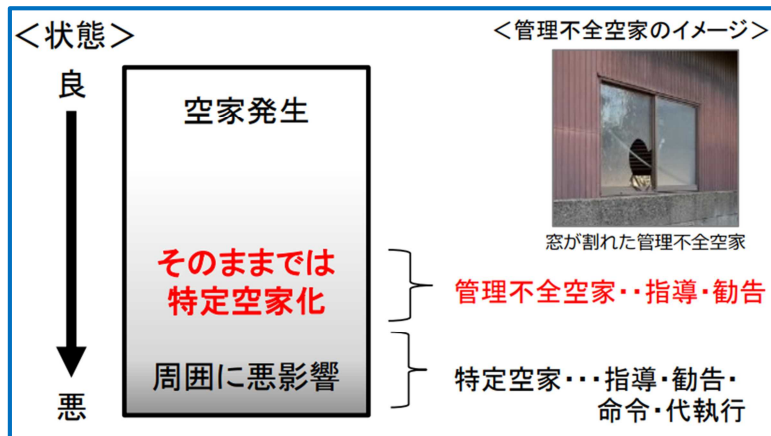 ＜状態＞
良
悪
空家発生
そのままでは
特定空家化
周囲に悪影響
＜管理不全空家のイメージ＞
窓が割れた管理不全空家
管理不全空家・・指導・勧告
特定空家・・・指導・勧告・
命令・代執行